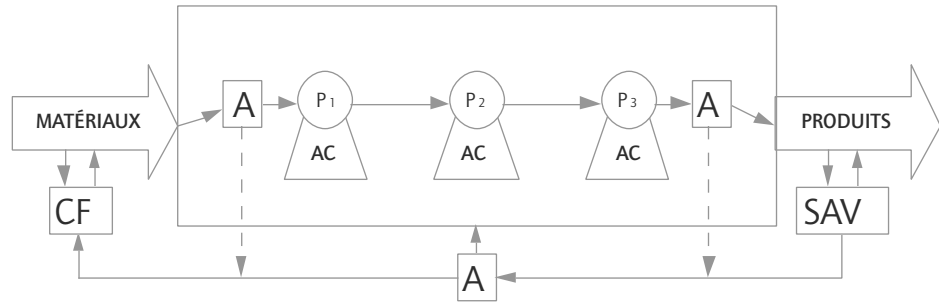 A
P1
P2
P3
A
MATÉRIAUX
PRODUITS
AC
AC
AC
CF
SAV
A